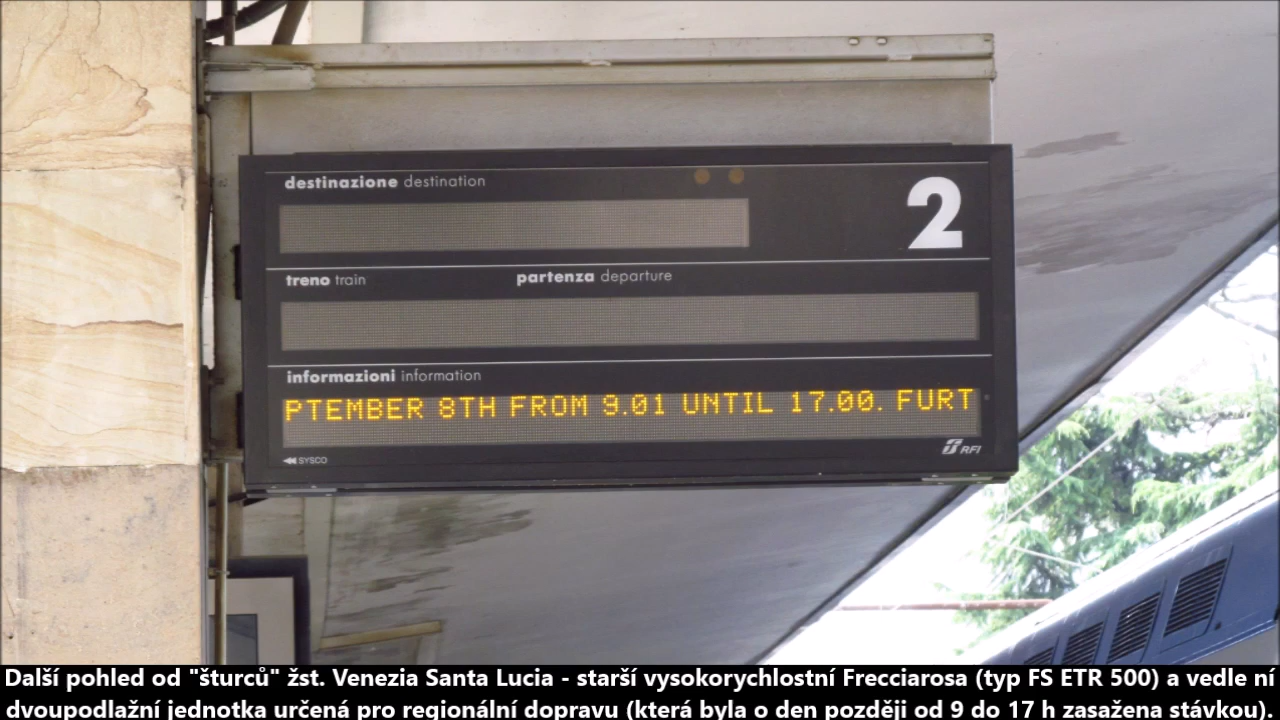 destinazione destination
2
treno train partenza departure
informazioni information
PTEMBER 8TH FROM 9.01 UNTIL 17.00. FURT
SYSCO
RFI
Další pohled od "šturců" žst. Venezia Santa Lucia - starší vysokorychlostní Frecciarosa (typ FS ETR 500) a vedle ní
dvoupodlažní jednotka určená pro regionální dopravu (která byla o den později od 9 do 17 h zasažena stávkou).